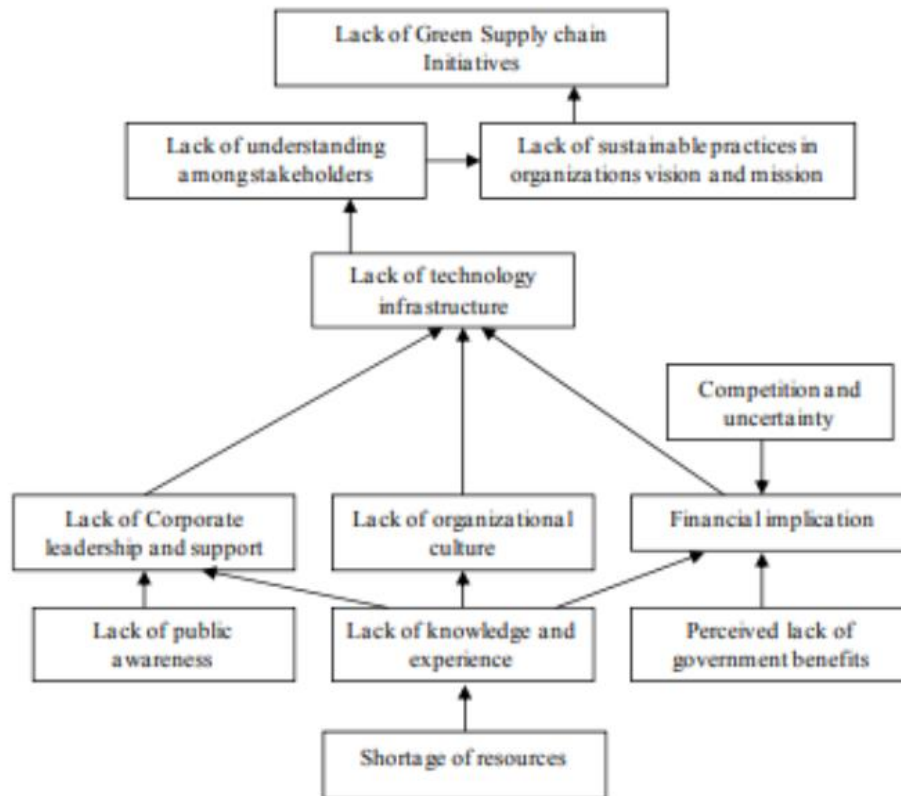 Lack of Green Supply chain
Initiatives
Lack of understanding
among stakeholders
Lack of sustainable practices in
organizations vision and mission
Lack of technology
infrastructure
Competition and
uncertainty
Lack of Corporate
leadership and support
Lack of organizational
culture
Financial implication
Lack of public
awareness
Lack of knowledge and
experience
Perceived lack of
government benefits
Shortage of resources